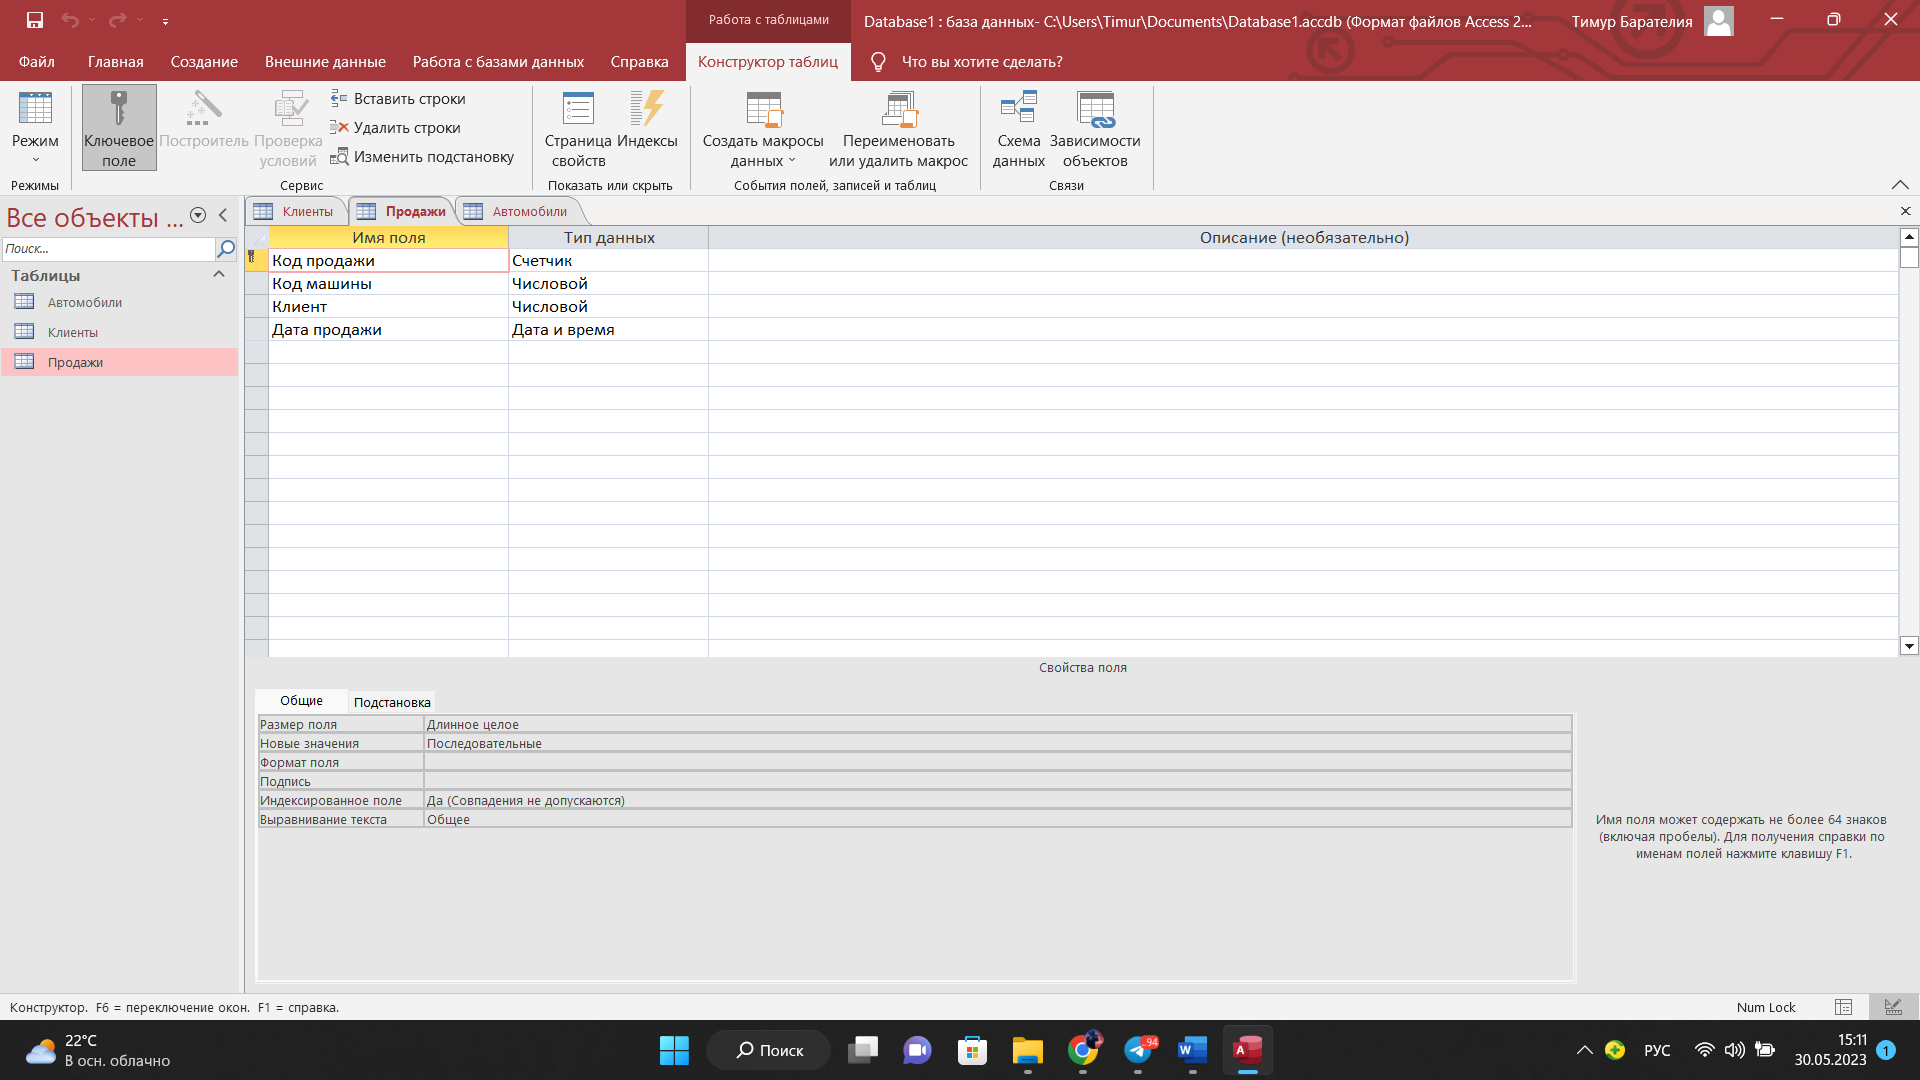 Работа с таблицами
Database1 : база данных- C:\Users\Timur\Documents\Database1.accdb (Формат файлов Access 2...
Тимур Барателия
Файл
Главная
Создание
Внешние данные
Работа с базами данных
Справка
Конструктор таблиц
Что вы хотите сделать?
Режим
Ключевое
поле
Построитель
Проверка
условий
Вставить строки
Удалить строки
Изменить подстановку
Страница
свойств
Индексы
Создать макросы
данных
Переименовать
или удалить макрос
Схема
данных
Зависимости
объектов
Режимы
Сервис
Показать или скрыть
События полей, записей и таблиц
Связи
Все объекты ...
Поиск...
Таблицы
Автомобили
Клиенты
Продажи
Клиенты
Продажи
Автомобили
Имя поля
Тип данных
Описание (необязательно)
Код продажи
Счетчик
Код машины
Числовой
Клиент
Числовой
Дата продажи
Дата и время
Свойства поля
Общие
Подстановка
Размер поля
Длинное целое
Новые значения
Последовательные
Формат поля
Подпись
Индексированное поле
Да (Совпадения не допускаются)
Выравнивание текста
Общее
Имя поля может содержать не более 64 знаков
(включая пробелы). Для получения справки по
именам полей нажмите клавишу F1.
Конструктор. F6 = переключение окон. F1 = справка.
Num Lock
22°C
В осн. облачно
Поиск
..94
W
A
РУС
15:11
30.05.2023
1